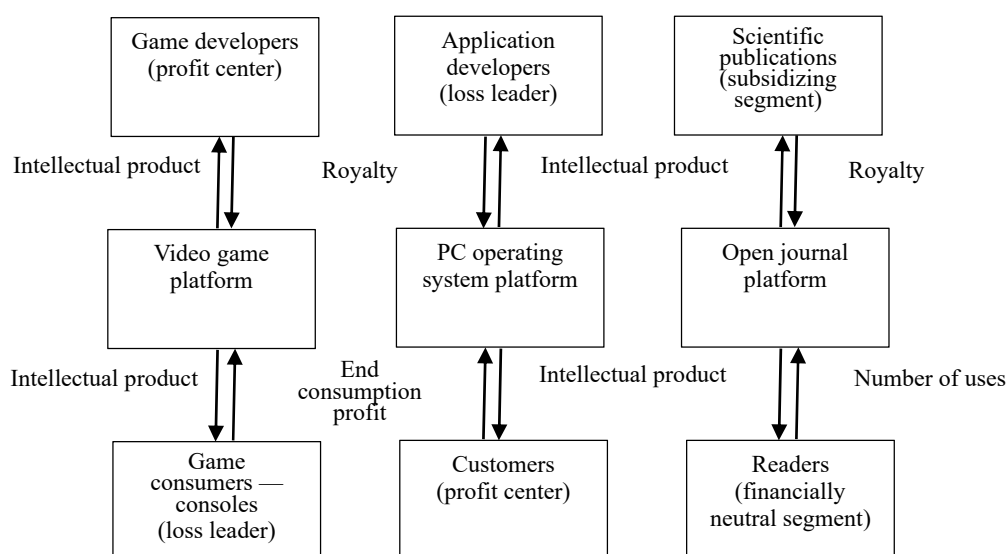 Game developers
(profit center)
Application
developers
(loss leader)
Scientific
publications
(subsidizing
segment)
Intellectual product
Royalty
Intellectual product
Royalty
Video game
platform
PC operating
system platform
Open journal
platform
Intellectual product
End
consumption
profit
Intellectual product
Number of uses
Game
consumers —
consoles
(loss leader)
Customers
(profit center)
Readers
(financially
neutral segment)